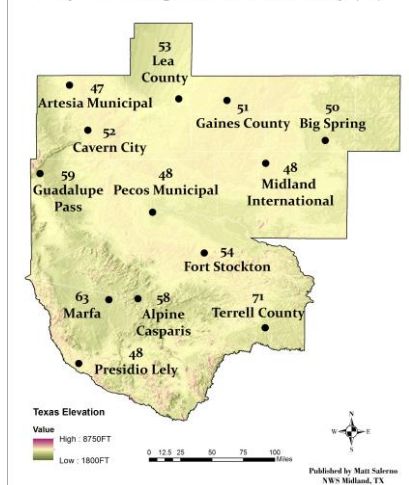 53
Lea
County
47
Artesia Municipal
51
Gaines County
50
Big Spring
52
Cavern City
59
Guadalupe
Pass
48
Pecos Municipal
48
Midland
International
54
Fort Stockton
63
Marfa
58
Alpine
Casparis
71
Terrell County
48
Presidio Lely
Texas Elevation
Value
High : 8750FT
Low : 1800FT
0 12.5 25 50 75 100
Miles
N
W E
S
Published by Matt Salerno
NWS Midland, TX